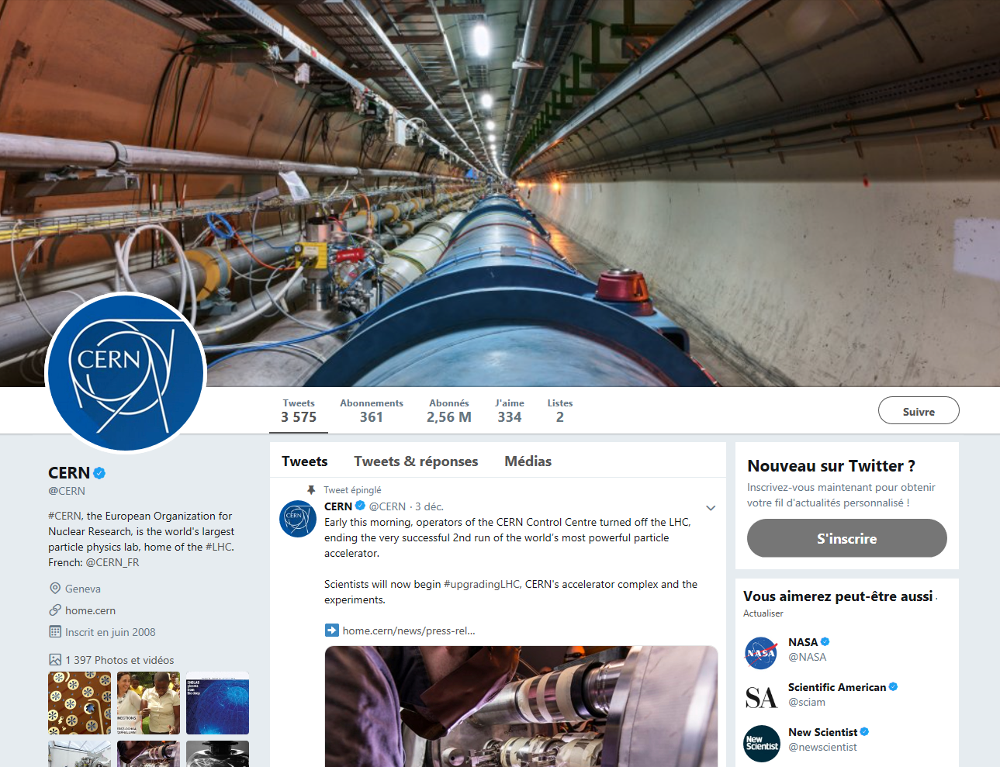 CERN
Tweets
3 575
Abonnements
361
Abonnés
2,56 M
J'aime
334
Listes
2
Suivre
CERN
@CERN
#CERN, the European Organization for
Nuclear Research, is the world's largest
particle physics lab, home of the #LHC.
French: @CERN_FR
Geneva
home.cern
Inscrit en juin 2008
1 397 Photos et vidéos
SHELAB
gleams
from
the deep
Tweets
Tweets & réponses
Médias
Tweet épinglé
CERN
CERN @CERN · 3 déc.
Early this morning, operators of the CERN Control Centre turned off the LHC,
ending the very successful 2nd run of the world's most powerful particle
accelerator.
Scientists will now begin #upgradingLHC, CERN's accelerator complex and the
experiments.
home.cern/news/press-rel...
Nouveau sur Twitter ?
Inscrivez-vous maintenant pour obtenir
votre fil d'actualités personnalisé !
S'inscrire
Vous aimerez peut-être aussi ·
Actualiser
NASA
NASA
@NASA
SA
Scientific American
@sciam
New
Scientist
New Scientist
@newscientist